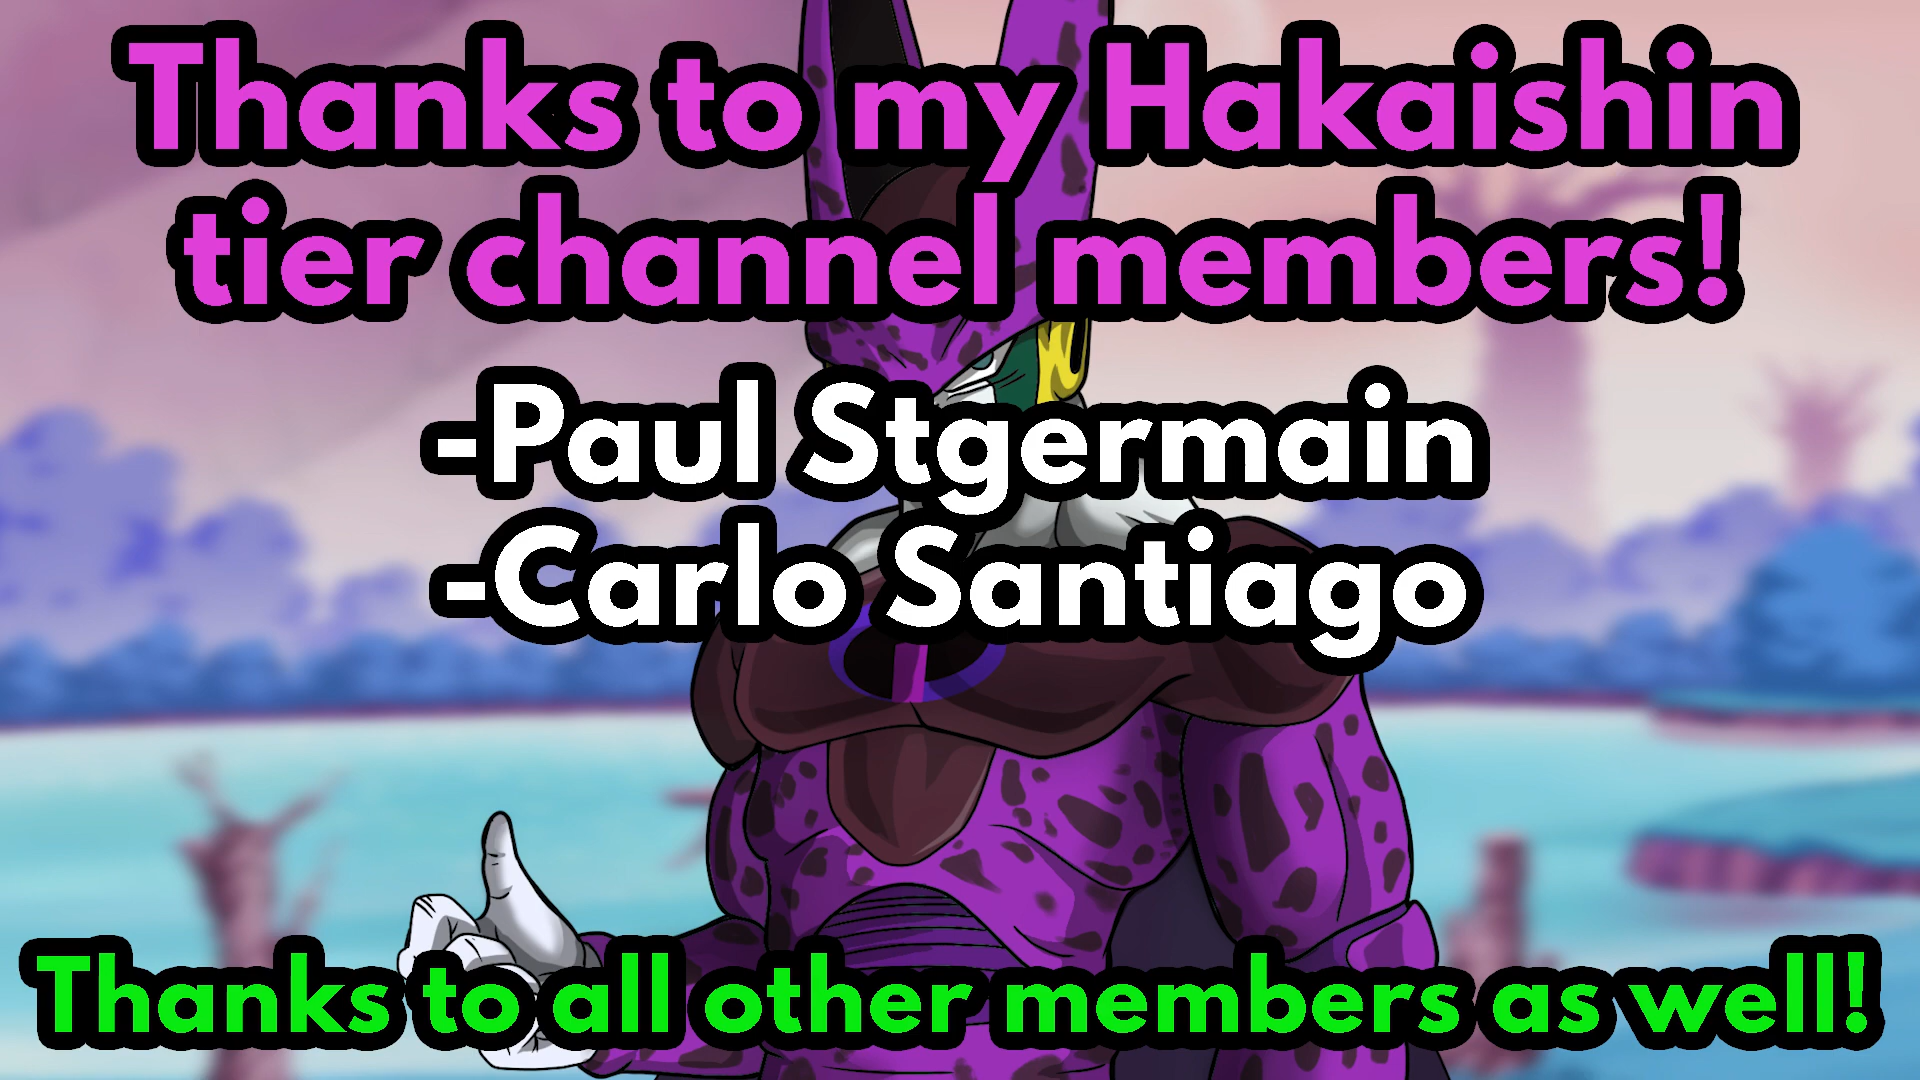 Thanks to my Hakaishin
tier channel members!
-Paul Stgermain
-Carlo Santiago
Thanks to all other members as well!